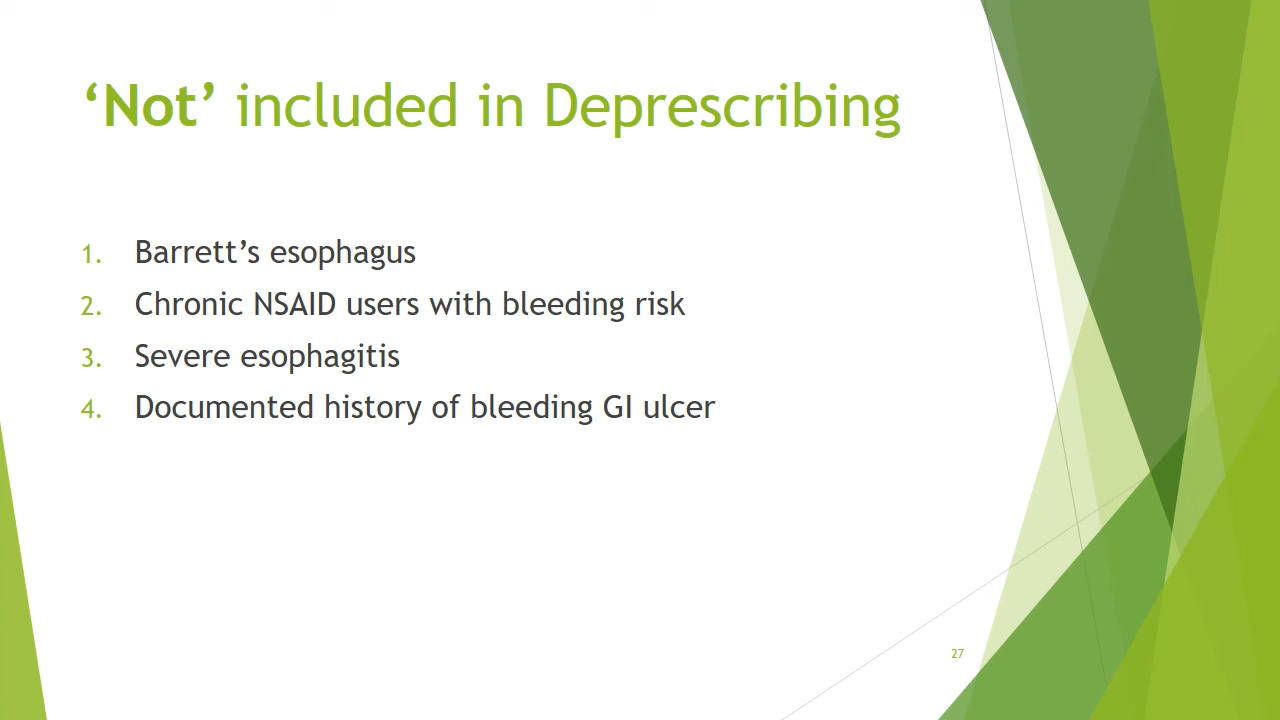 ‘Not’ included in Deprescribing
1. Barrett’s esophagus
2. Chronic NSAID users with bleeding risk
3. Severe esophagitis
4. Documented history of bleeding GI ulcer
27